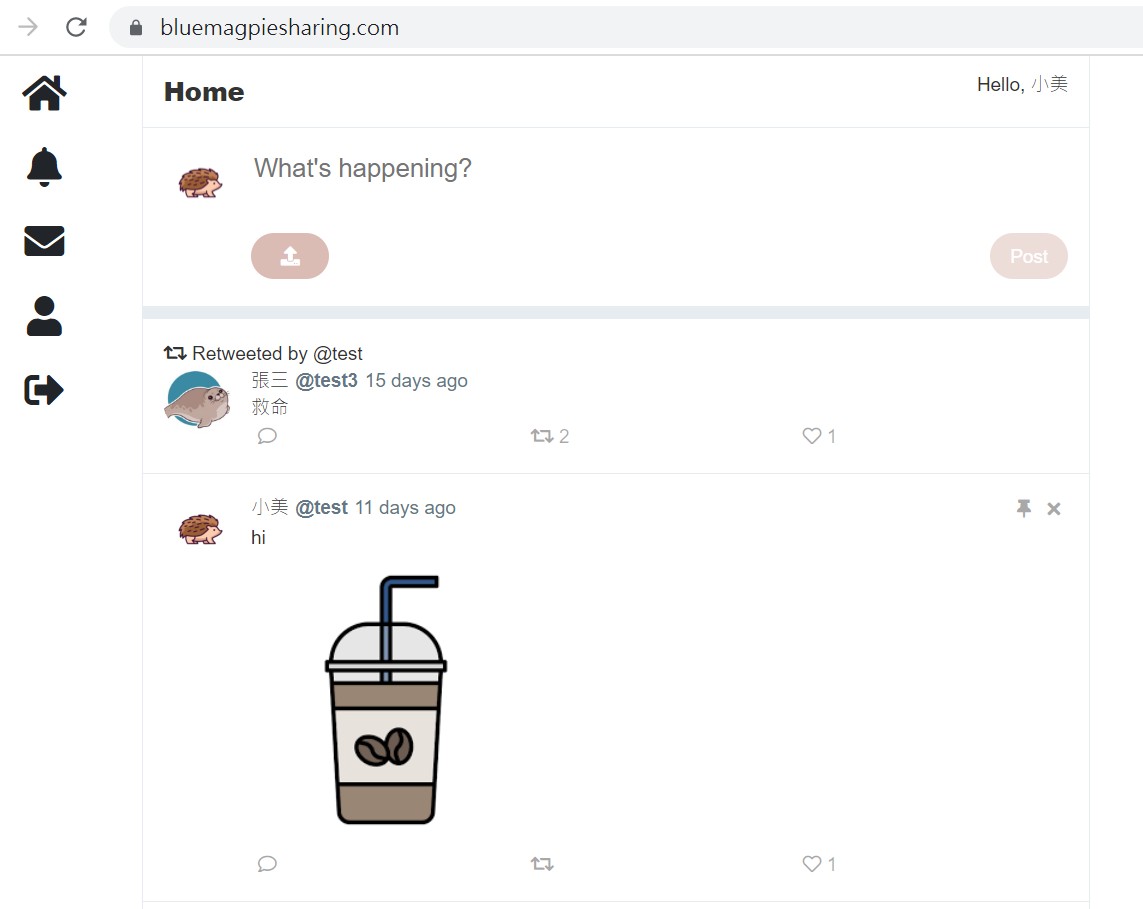 bluemagpiesharing.com
Home
Hello, 小美
What's happening?
Post
Retweeted by @test
張三 @test3 15 days ago
救命
2 1
小美 @test 11 days ago
hi
1